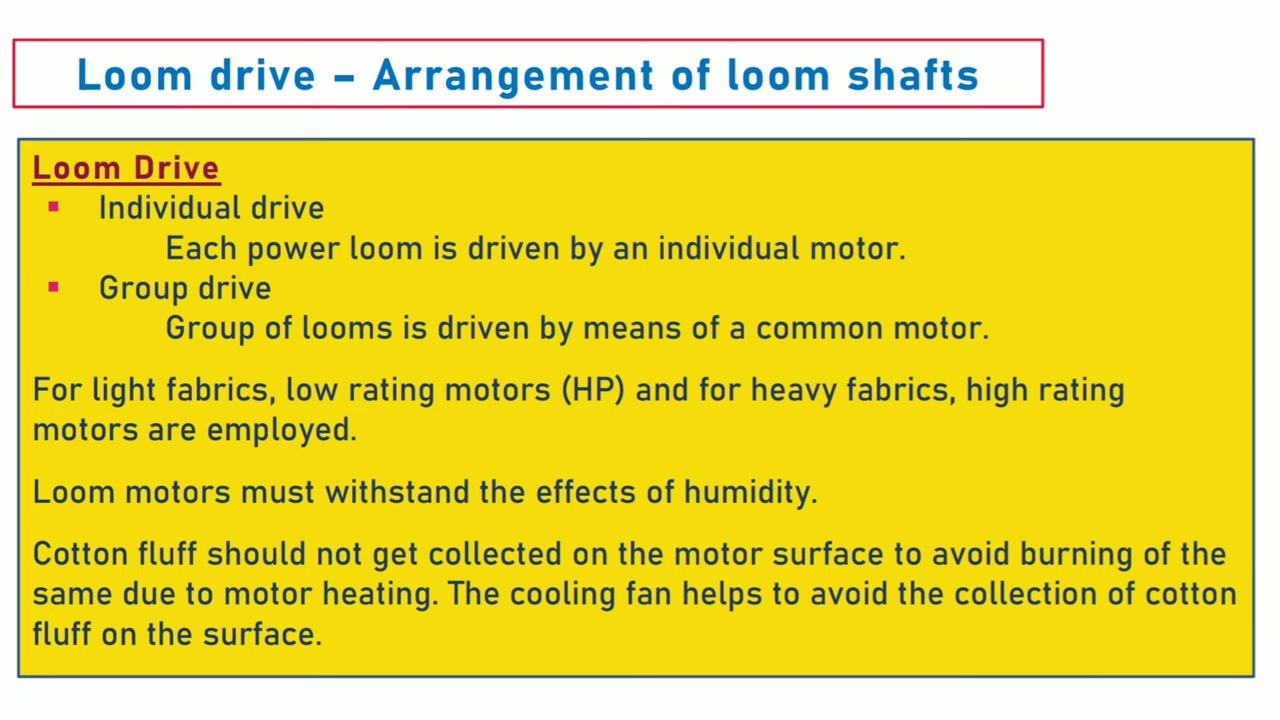 Loom drive – Arrangement of loom shafts
Loom Drive
▪ Individual drive
Each power loom is driven by an individual motor.
▪ Group drive
Group of looms is driven by means of a common motor.
For light fabrics, low rating motors (HP) and for heavy fabrics, high rating
motors are employed.
Loom motors must withstand the effects of humidity.
Cotton fluff should not get collected on the motor surface to avoid burning of the
same due to motor heating. The cooling fan helps to avoid the collection of cotton
fluff on the surface.